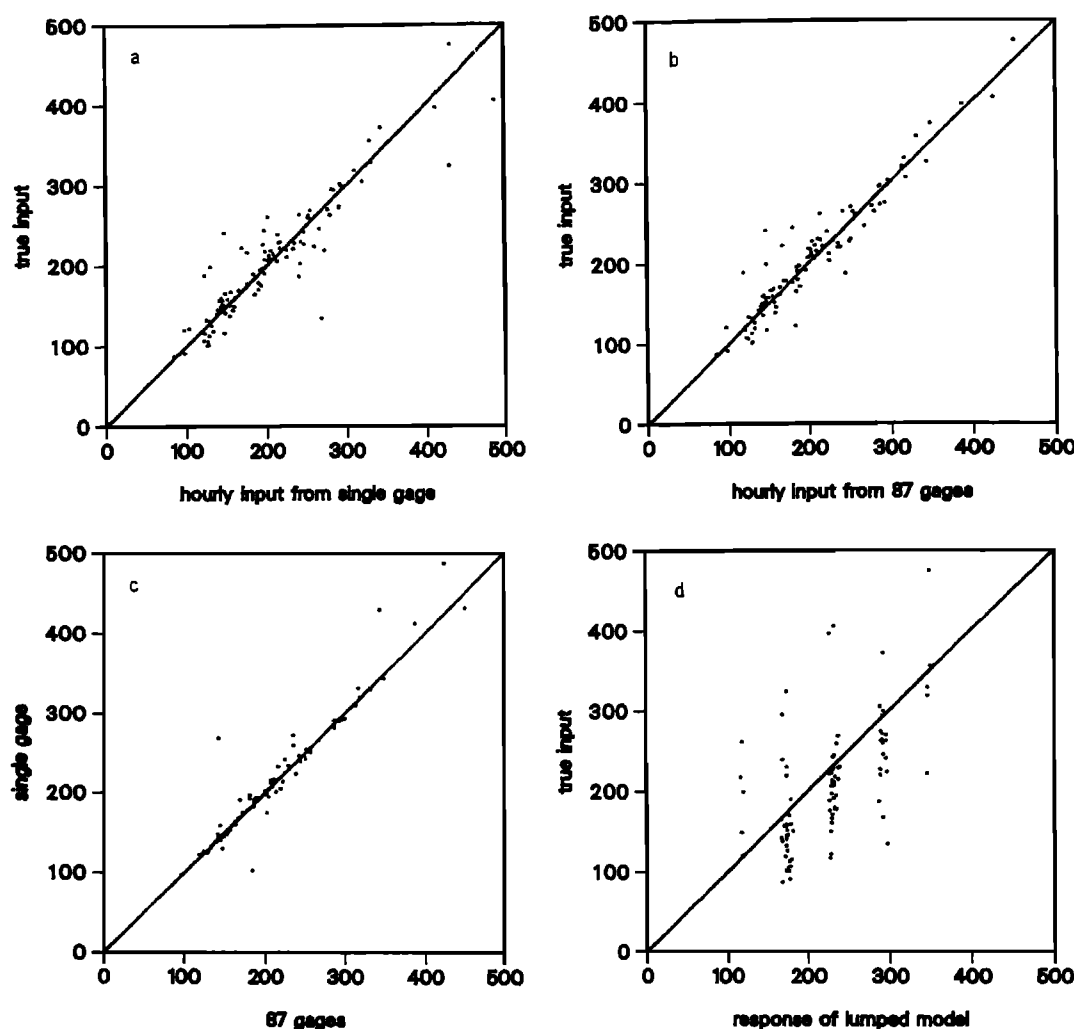 500
a
400
300
200
100
0
true input
0 100 200 300 400 500
hourly input from single gage
500
b
400
300
200
100
0
true input
0 100 200 300 400 500
hourly input from 87 gages
500
c
400
300
200
100
0
single gage
0 100 200 300 400 500
87 gages
500
d
400
300
200
100
0
true input
0 100 200 300 400 500
response of lumped model